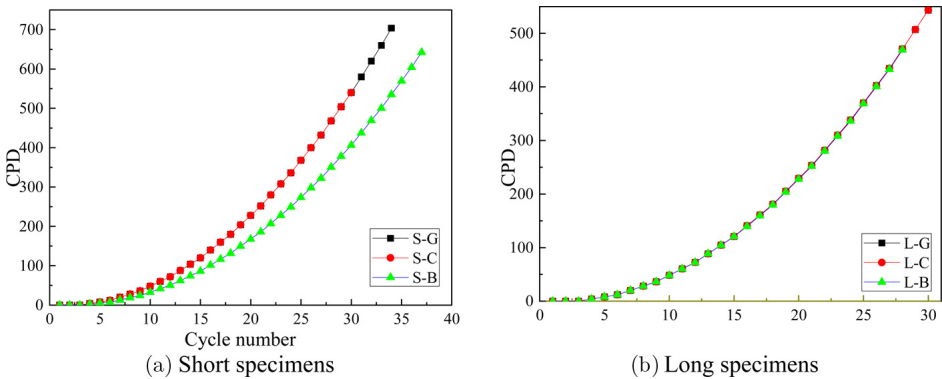 CPD
750
700
600
500
400
300
200
100
0
0 5 10 15 20 25 30 35 40
Cycle number
S-G
S-C
S-B
(a) Short specimens
CPD
500
400
300
200
100
0
0 5 10 15 20 25 30
L-G
L-C
L-B
(b) Long specimens